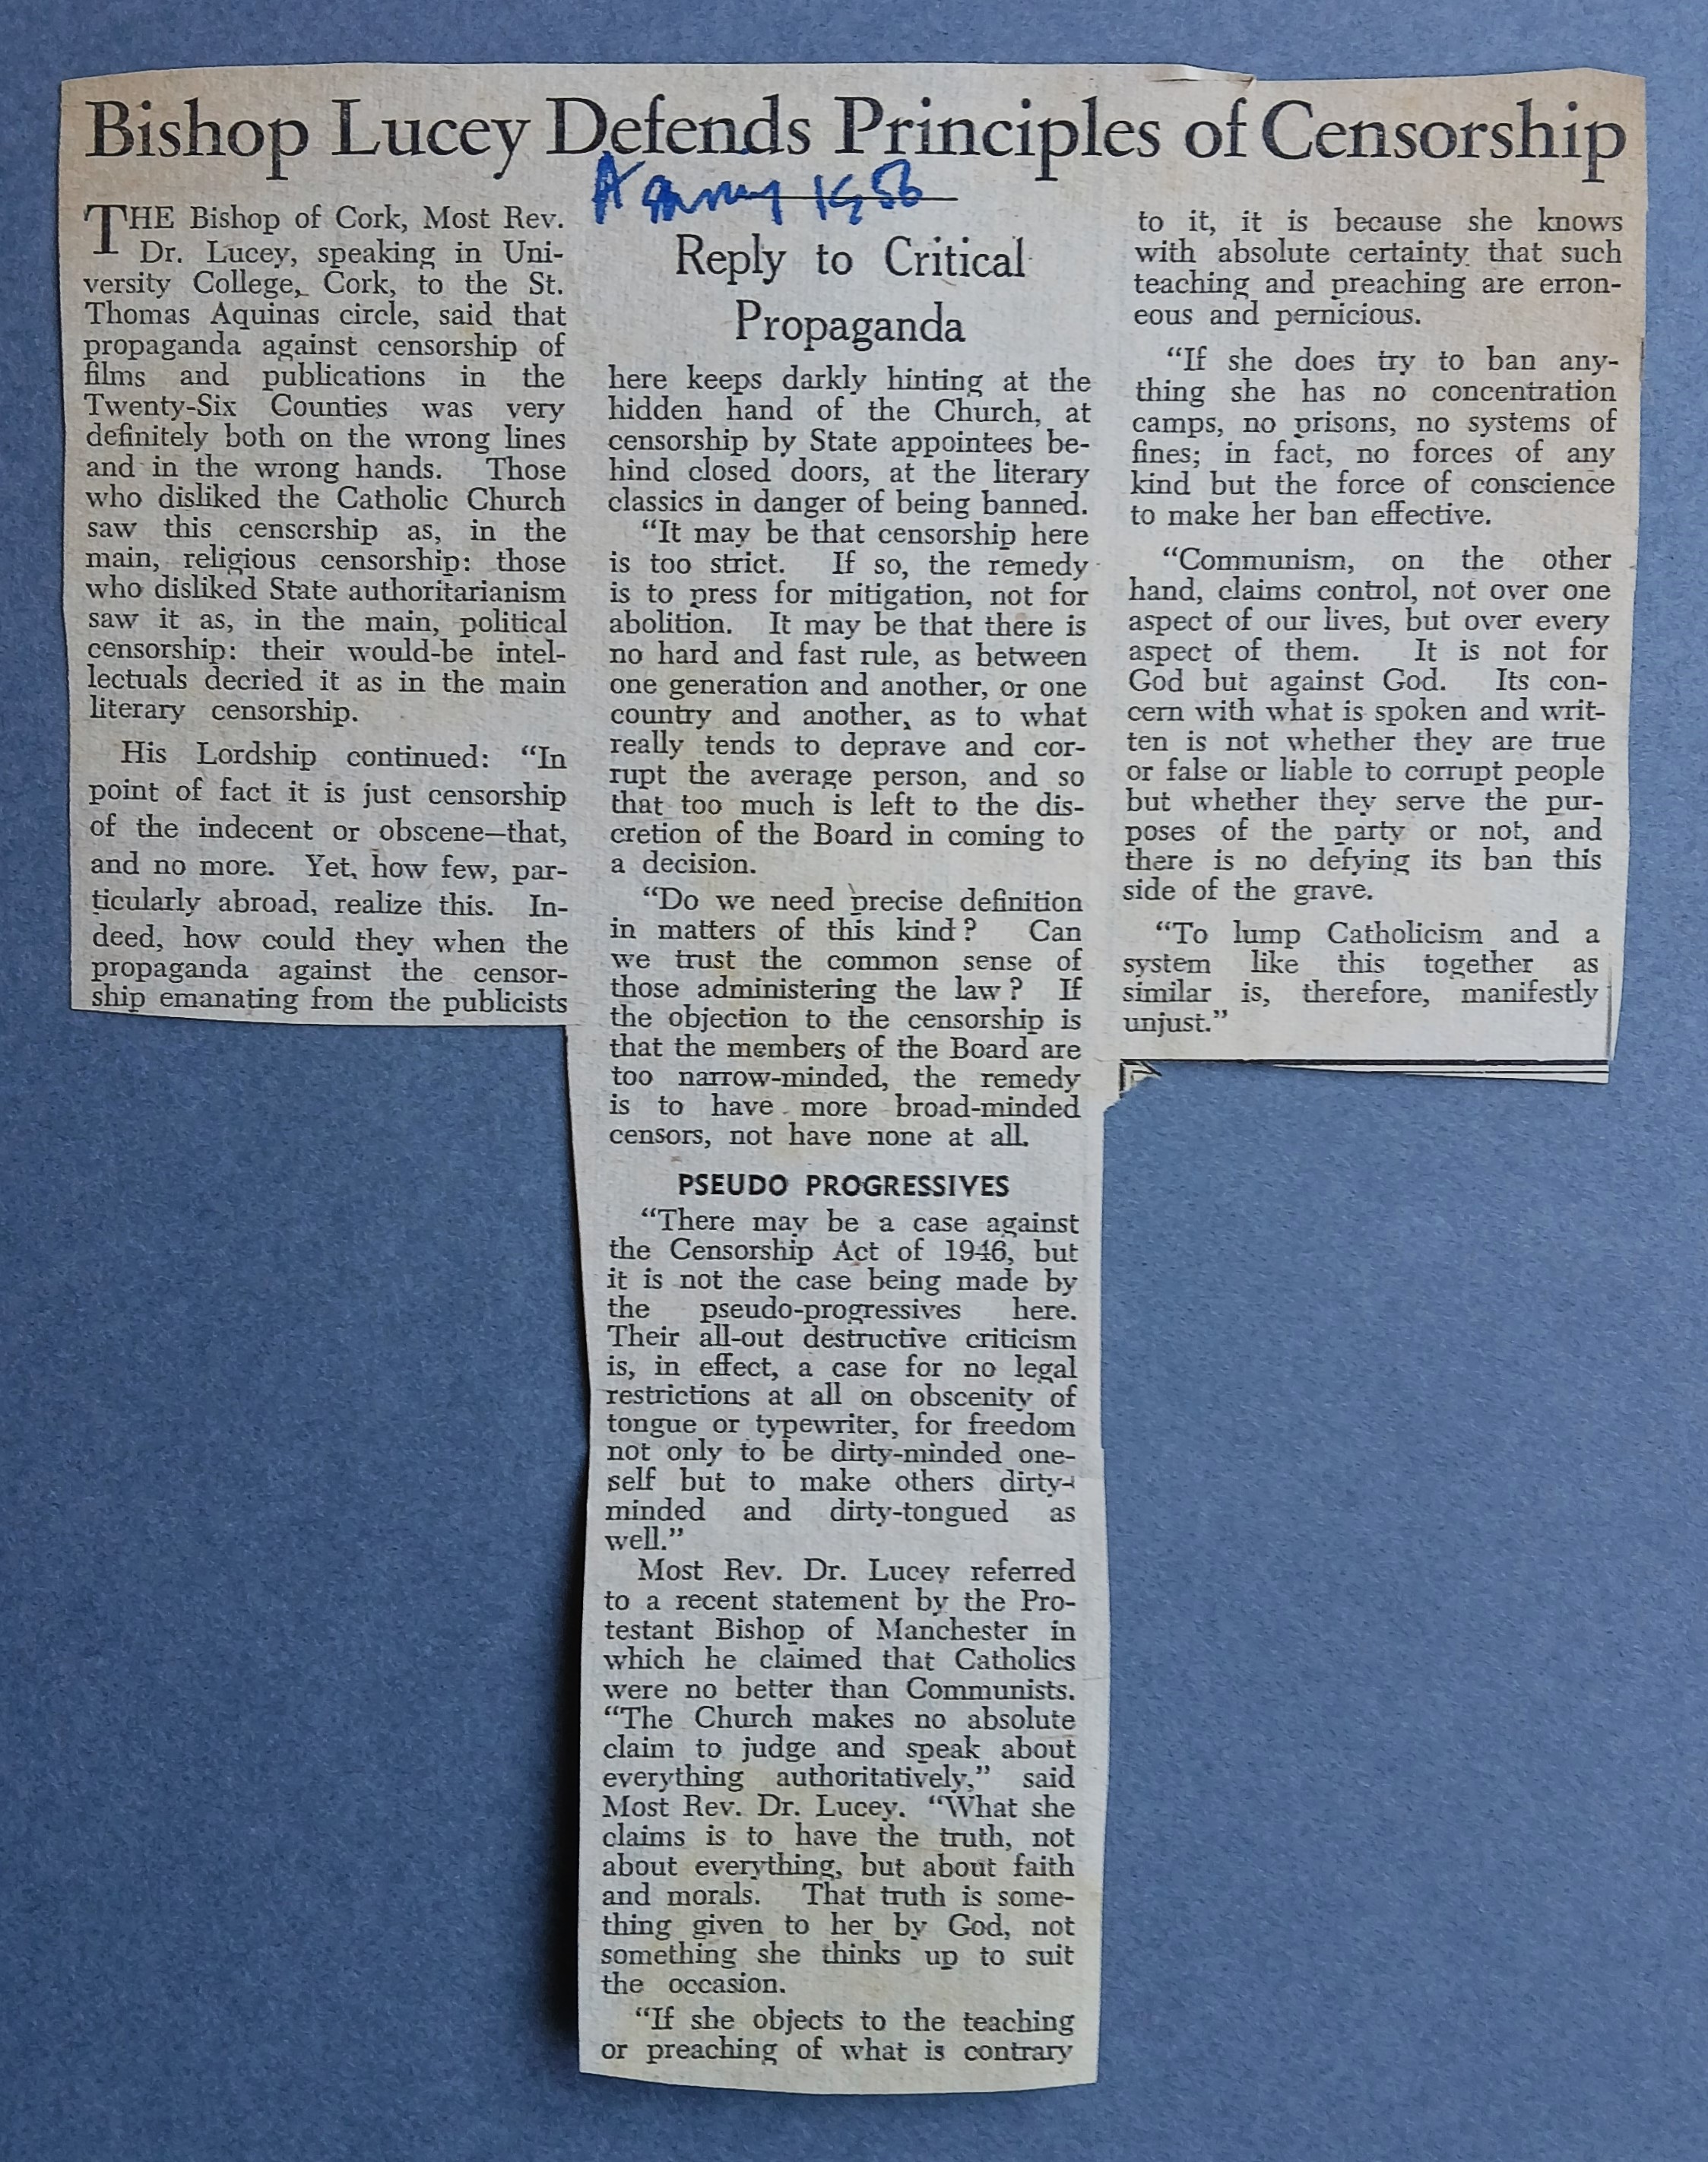 Bishop Lucey Defends Principles of Censorship
1956
THE Bishop of Cork, Most Rev.
Dr. Lucey, speaking in Uni-
versity College, Cork, to the St.
Thomas Aquinas circle, said that
propaganda against censorship of
films and publications in the
Twenty-Six Counties was very
definitely both on the wrong lines
and in the wrong hands. Those
who disliked the Catholic Church
saw this censcrship as, in the
main, religious censorship: those
who disliked State authoritarianism
saw it as, in the main, political
censorship: their would-be intel-
lectuals decried it as in the main
literary censorship.
His Lordship continued: “In
point of fact it is just censorship
of the indecent or obscene—that,
and no more. Yet, how few, par-
ticularly abroad, realize this. In-
deed, how could they when the
propaganda against the censor-
ship emanating from the publicists
Reply to Critical
Propaganda
here keeps darkly hinting at the
hidden hand of the Church, at
censorship by State appointees be-
hind closed doors, at the literary
classics in danger of being banned.
“It may be that censorship here
is too strict. If so, the remedy
is to press for mitigation, not for
abolition. It may be that there is
no hard and fast rule, as between
one generation and another, or one
country and another, as to what
really tends to deprave and cor-
rupt the average person, and so
that too much is left to the dis-
cretion of the Board in coming to
a decision.
“Do we need precise definition
in matters of this kind? Can
we trust the common sense of
those administering the law? If
the objection to the censorship is
that the members of the Board are
too narrow-minded, the remedy
is to have more broad-minded
censors, not have none at all.
PSEUDO PROGRESSIVES
“There may be a case against
the Censorship Act of 1946, but
it is not the case being made by
the pseudo-progressives here.
Their all-out destructive criticism
is, in effect, a case for no legal
restrictions at all on obscenity of
tongue or typewriter, for freedom
not only to be dirty-minded one-
self but to make others dirty-
minded and dirty-tongued as
well.”
Most Rev. Dr. Lucey referred
to a recent statement by the Pro-
testant Bishop of Manchester in
which he claimed that Catholics
were no better than Communists.
“The Church makes no absolute
claim to judge and speak about
everything authoritatively,” said
Most Rev. Dr. Lucey. “What she
claims is to have the truth, not
about everything, but about faith
and morals. That truth is some-
thing given to her by God, not
something she thinks up to suit
the occasion.
“If she objects to the teaching
or preaching of what is contrary
to it, it is because she knows
with absolute certainty that such
teaching and preaching are erron-
eous and pernicious.
“If she does try to ban any-
thing she has no concentration
camps, no prisons, no systems of
fines; in fact, no forces of any
kind but the force of conscience
to make her ban effective.
“Communism, on the other
hand, claims control, not over one
aspect of our lives, but over every
aspect of them. It is not for
God but against God. Its con-
cern with what is spoken and writ-
ten is not whether they are true
or false or liable to corrupt people
but whether they serve the pur-
poses of the party or not, and
there is no defying its ban this
side of the grave.
“To lump Catholicism and a
system like this together as
similar is, therefore, manifestly
unjust.”